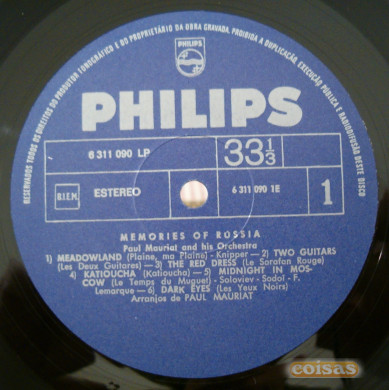 RESERVADOS TODOS OS DIREITOS DO PRODUTOR FONOGRÁFICO E DO PROPRIETÁRIO DA OBRA GRAVADA. PROIBIDA A DUPLICAÇÃO, EXECUÇÃO PÚBLICA E RADIODIFUSÃO DESTE DISCO
PHILIPS
PHILIPS
6 311 090 LP
33 1/3
B.I.E.M.
ESTEREO
6 311 090 1E
1
MEMORIES OF RUSSIA
Paul Mauriat and his Orchestra
1) MEADOWLAND (Plaine, ma Plaine) - Knipper — 2) TWO GUITARS
(Les Deux Guitares) — 3) THE RED DRESS (Le Sarafan Rouge)
4) KATIOUCHA (Katioucha) — 5) MIDNIGHT IN MOS-
COW (Le Temps du Muguet) - Soloviev - Sodol - F.
Lemarque — 6) DARK EYES (Les Yeux Noirs)
Arranjos de PAUL MAURIAT
coisas